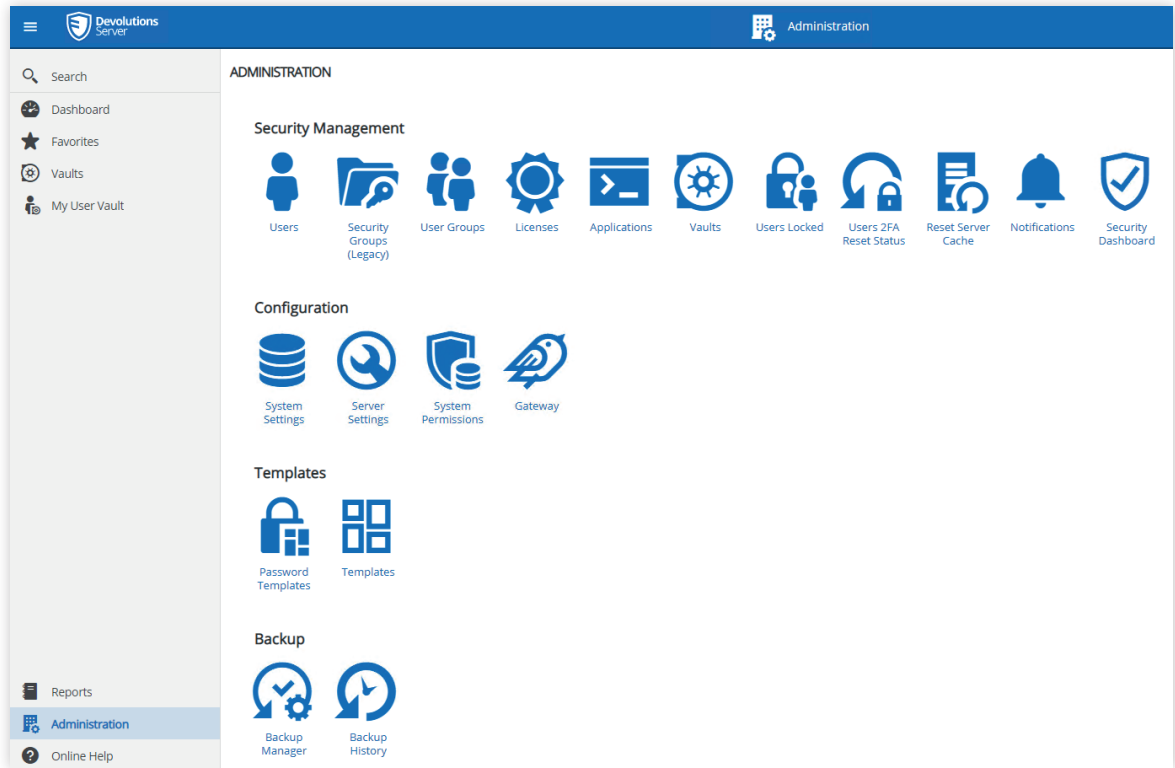 Devolutions
Server
Administration
Search
Dashboard
Favorites
Vaults
My User Vault
Reports
Administration
Online Help
ADMINISTRATION
Security Management
Users
Security
Groups
(Legacy)
User Groups
Licenses
Applications
Vaults
Users Locked
Users 2FA
Reset Status
Reset Server
Cache
Notifications
Security
Dashboard
Configuration
System
Settings
Server
Settings
System
Permissions
Gateway
Templates
Password
Templates
Templates
Backup
Backup
Manager
Backup
History